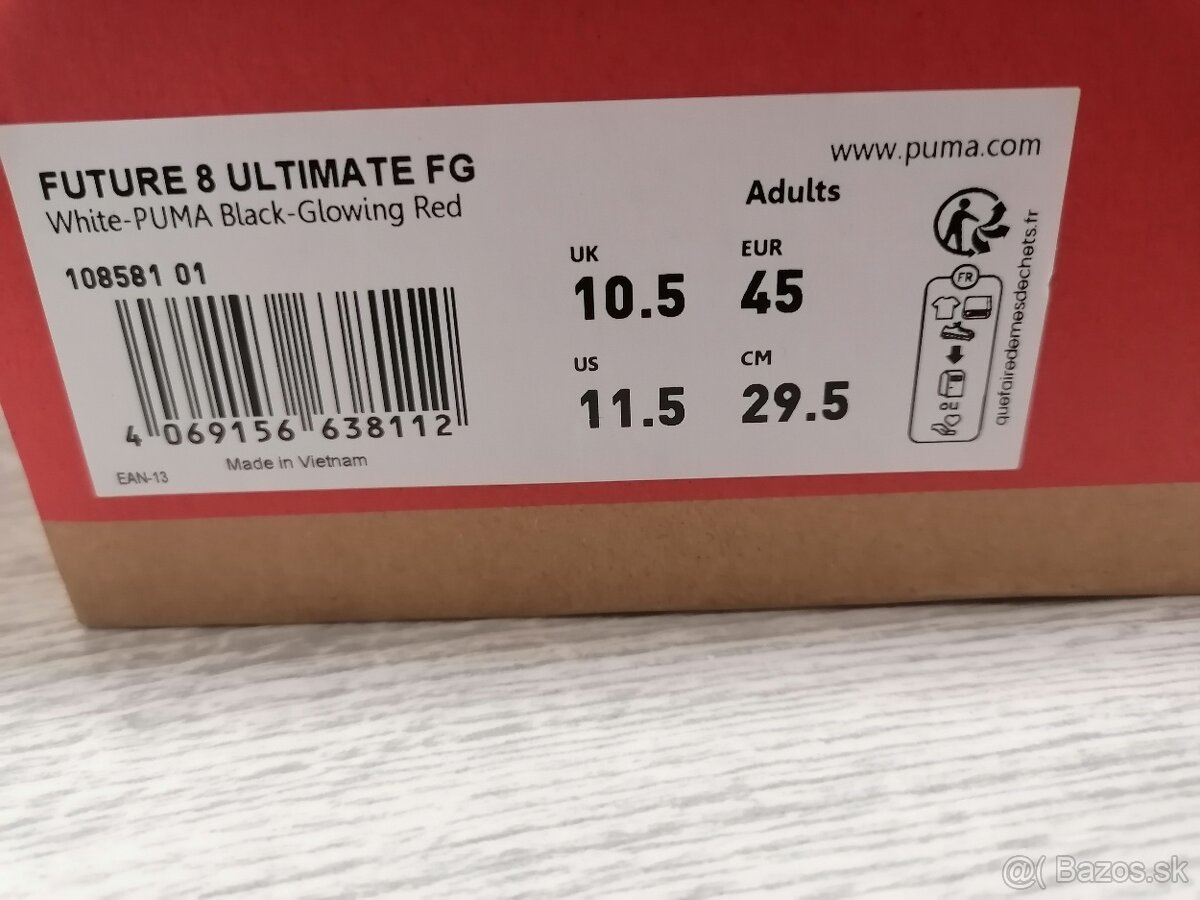 FUTURE 8 ULTIMATE FG
White-PUMA Black-Glowing Red
108581 01
4 069156 638112
EAN-13
Made in Vietnam
www.puma.com
Adults
UK
10.5
EUR
45
US
11.5
CM
29.5
FR
OU
quefairedemesdechets.fr
@( Bazos.sk